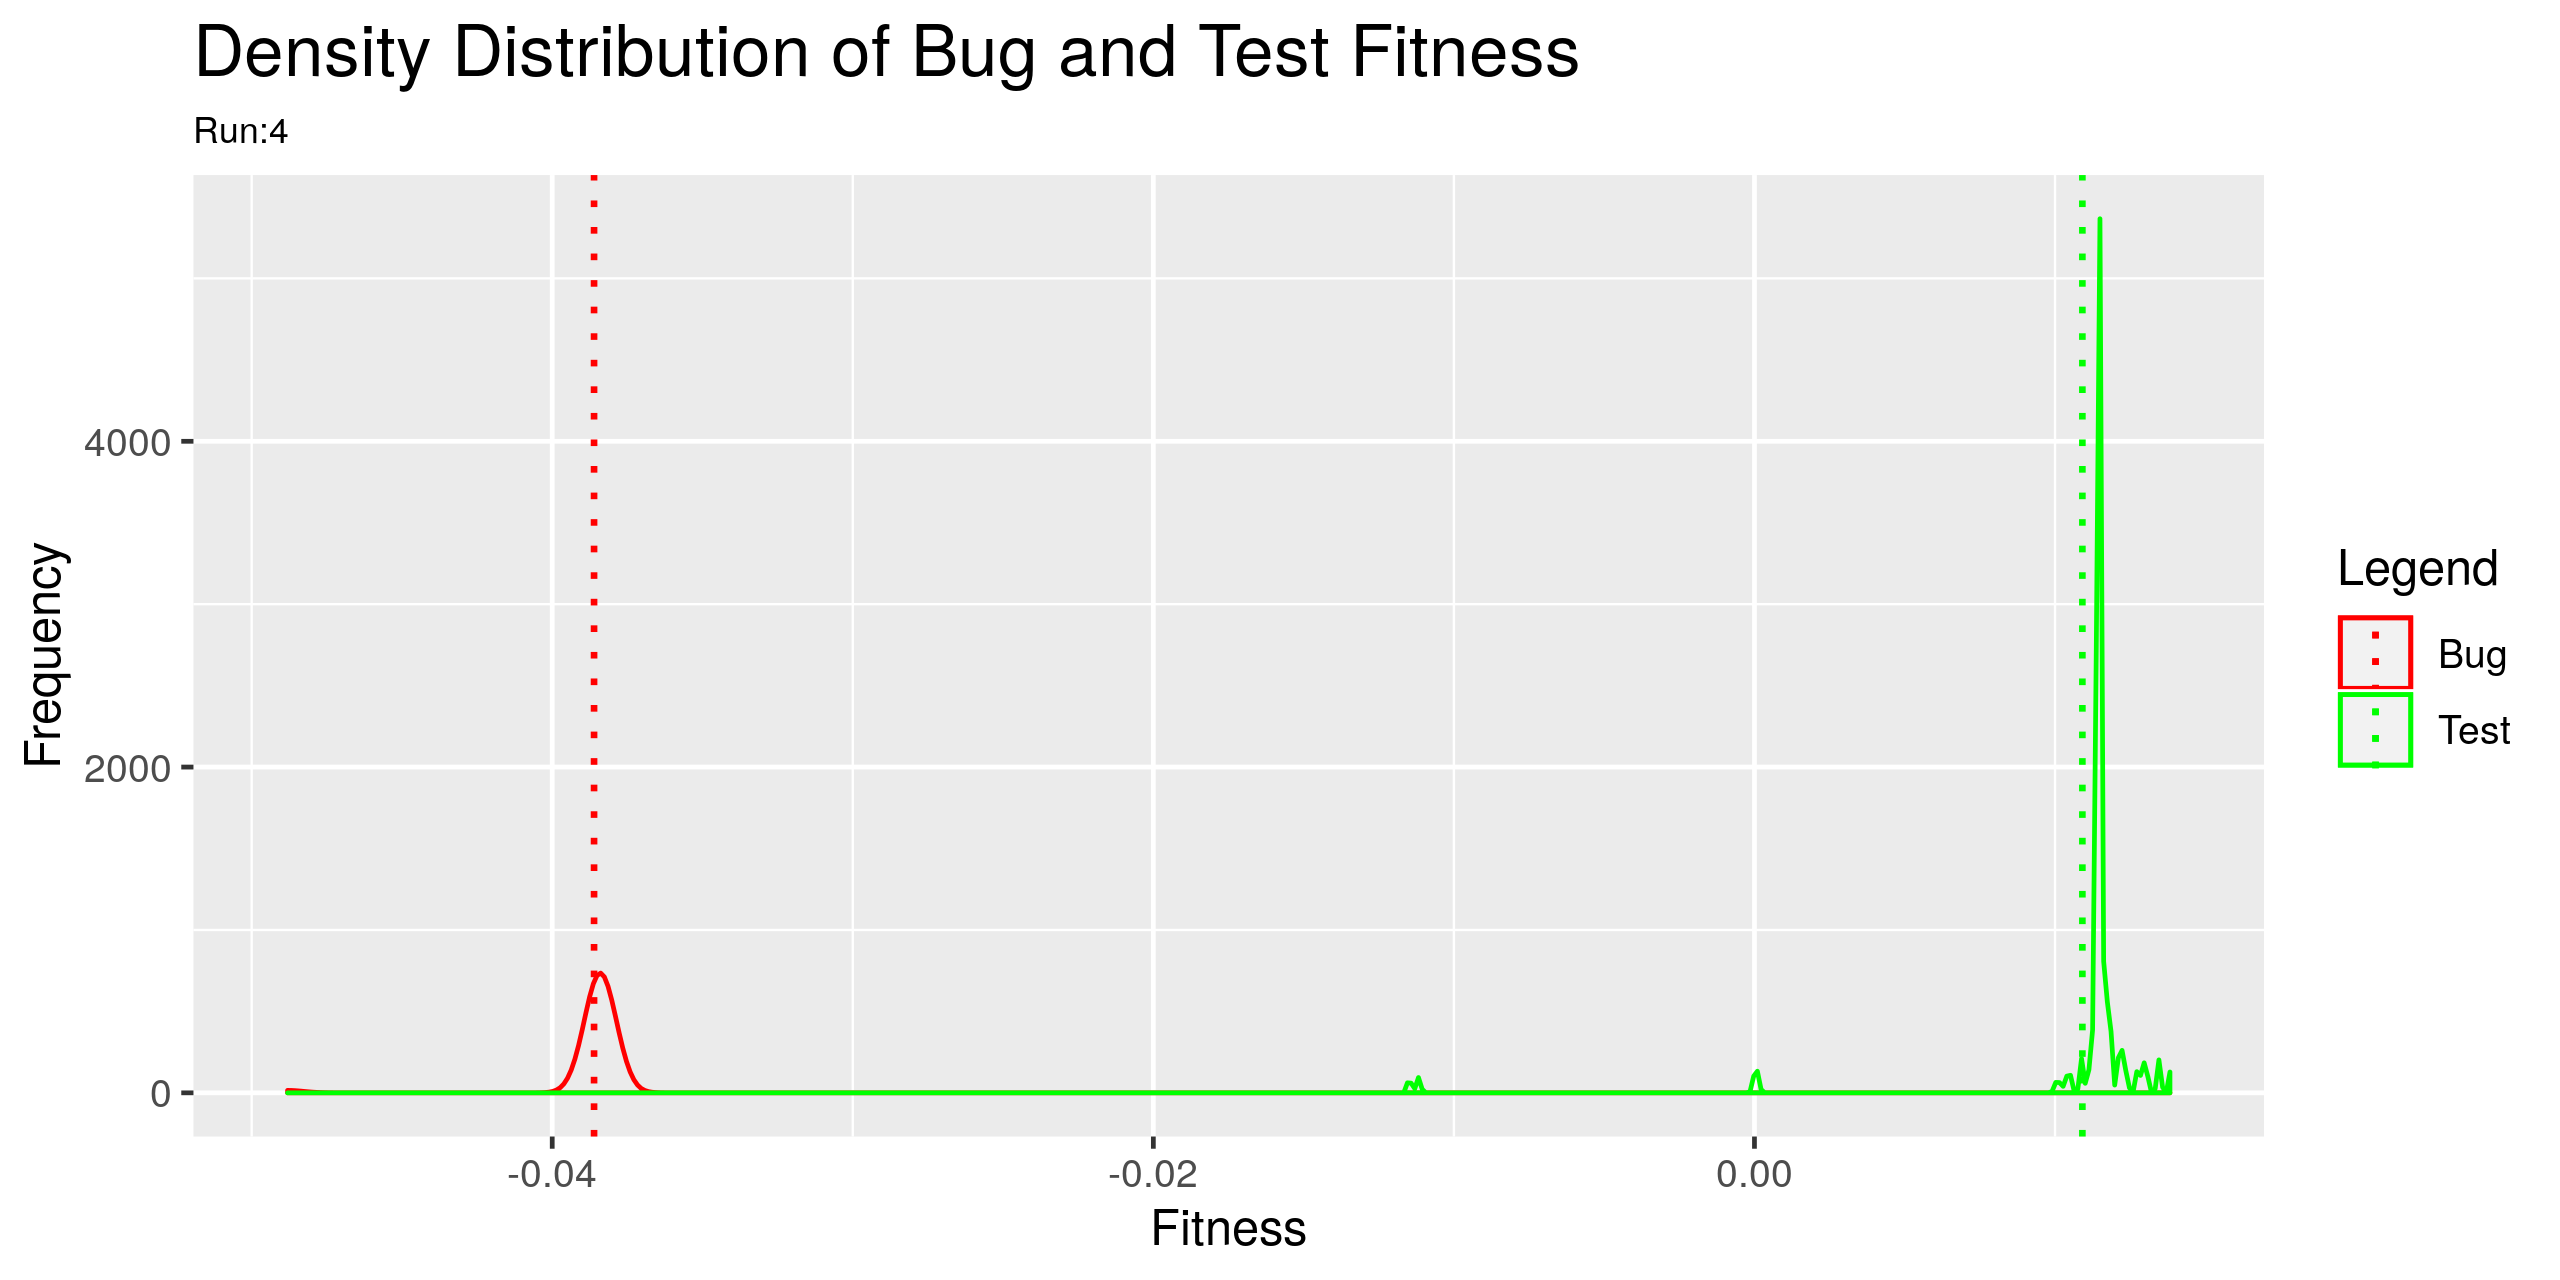 Density Distribution of Bug and Test Fitness
Run:4
Frequency
4000
2000
0
-0.04
-0.02
0.00
Fitness
Legend
Bug
Test